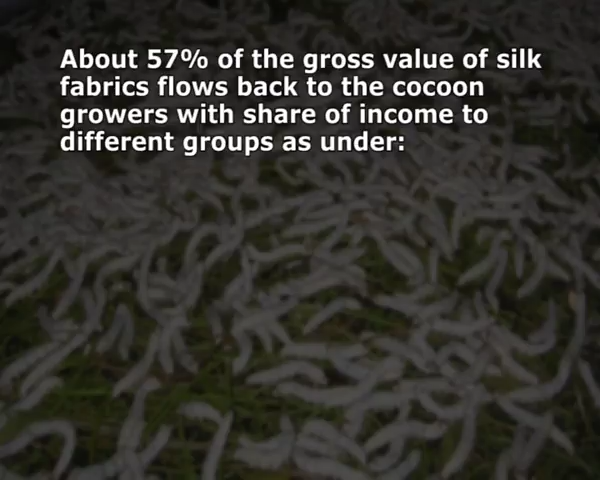 About 57% of the gross value of silk
fabrics flows back to the cocoon
growers with share of income to
different groups as under: